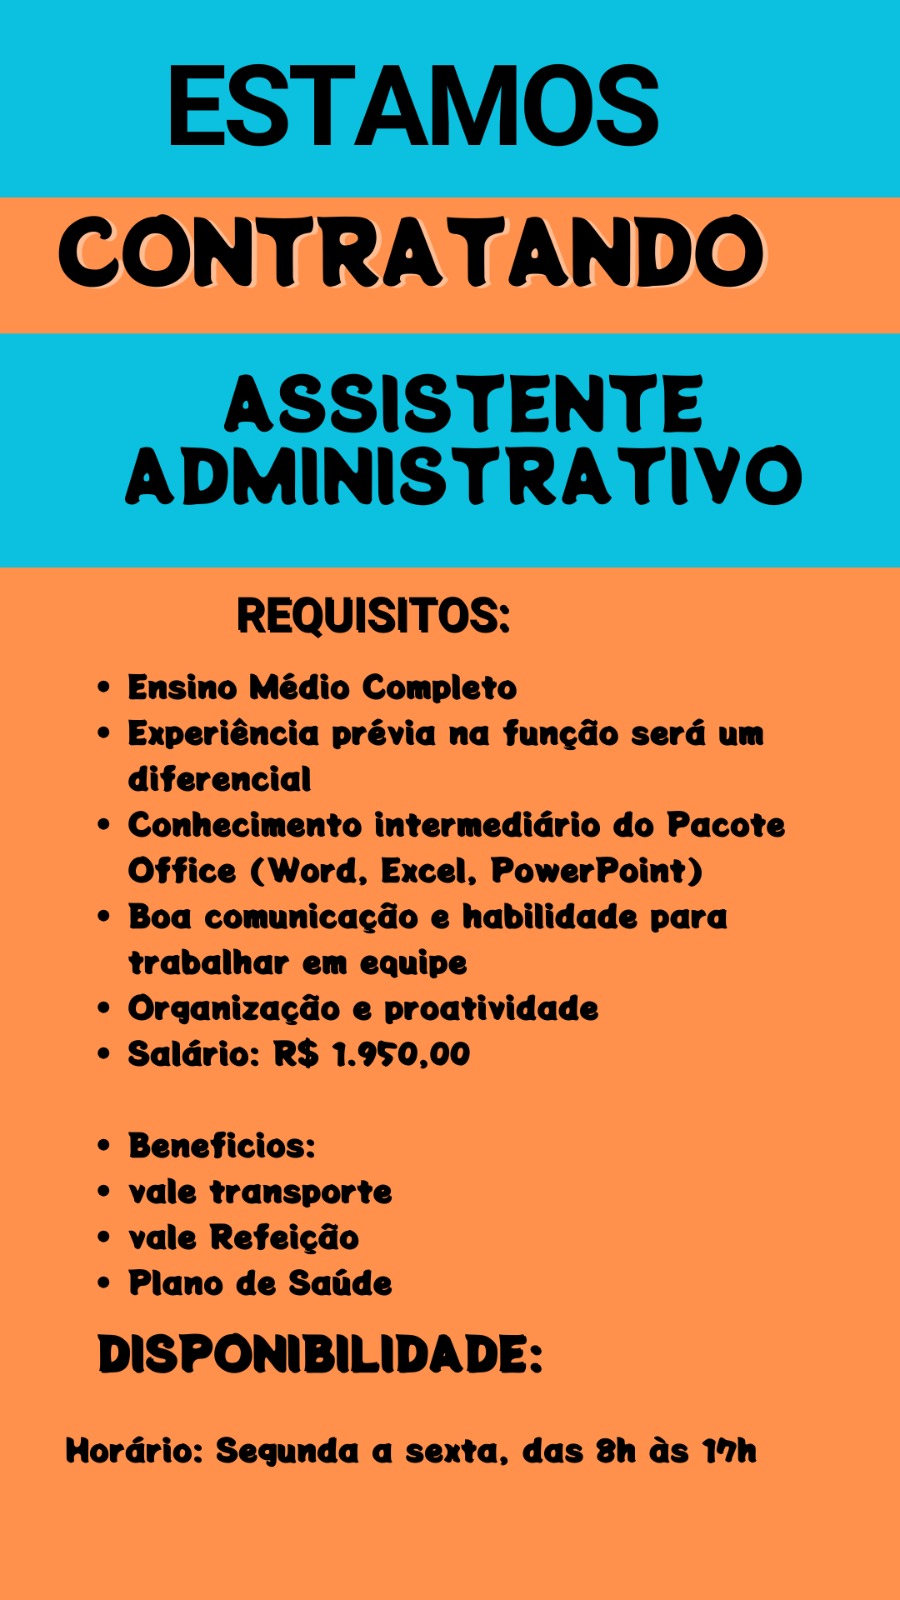 ESTAMOS
CONTRATANDO
ASSISTENTE
ADMINISTRATIVO
REQUISITOS:
• Ensino Médio Completo
• Experiência prévia na função será um
diferencial
• Conhecimento intermediário do Pacote
Office (Word, Excel, PowerPoint)
• Boa comunicação e habilidade para
trabalhar em equipe
• Organização e proatividade
• Salário: R$ 1.950,00
• Beneficios:
• vale transporte
• vale Refeição
• Plano de Saúde
DISPONIBILIDADE:
Horário: Segunda a sexta, das 8h às 17h